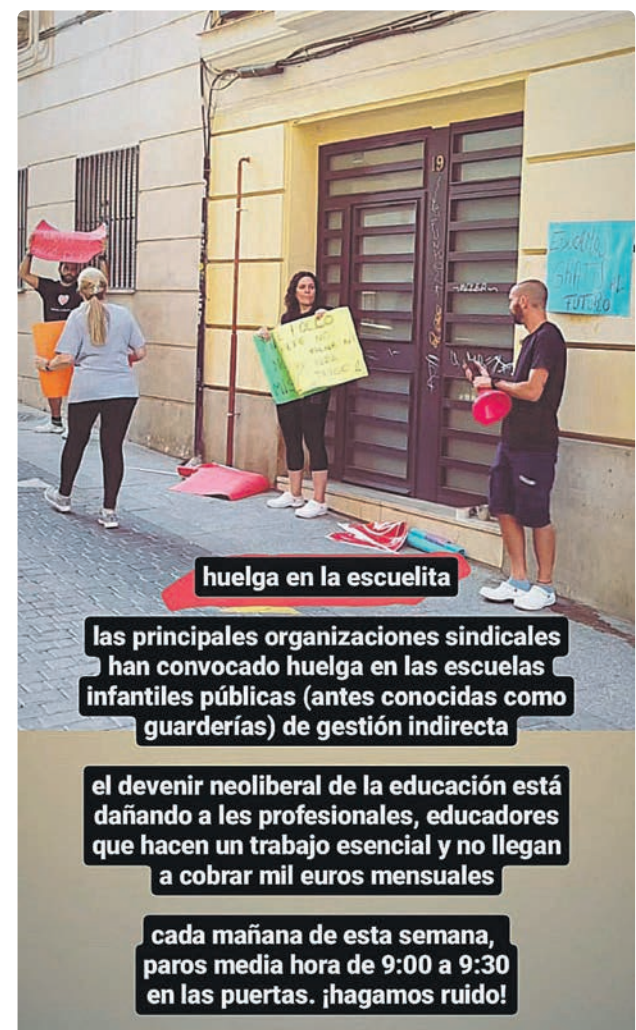 19
FUTURO
huelga en la escuelita
las principales organizaciones sindicales
han convocado huelga en las escuelas
infantiles públicas (antes conocidas como
guarderías) de gestión indirecta
el devenir neoliberal de la educación está
dañando a les profesionales, educadores
que hacen un trabajo esencial y no llegan
a cobrar mil euros mensuales
cada mañana de esta semana,
paros media hora de 9:00 a 9:30
en las puertas. ¡hagamos ruido!